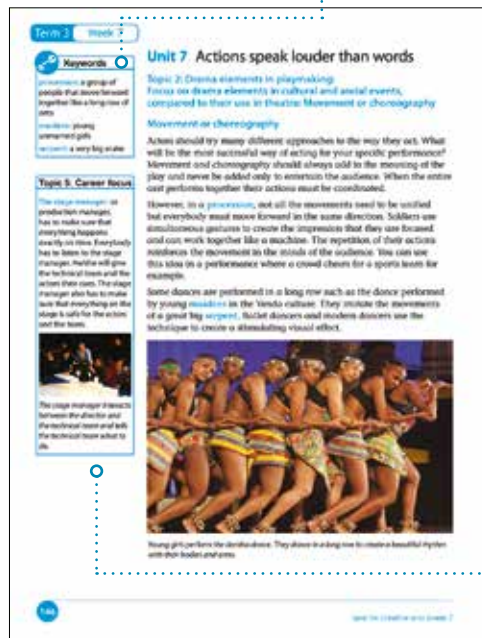 Term 3 Week 7
Keywords
procession: a group of
people that move forward
together like a long row of
ants
maidens: young
unmarried girls
serpent: a very big snake
Topic 5: Career focus
The stage manager or
production manager,
has to make sure that
everything happens
exactly on time. Everybody
has to listen to the stage
manager. He/she will give
the technical team and the
actors their cues. The stage
manager also has to make
sure that everything on the
stage is safe for the actors
and the team.
The stage manager interacts
between the director and
the technical team and tells
the technical team what to
do.
Unit 7 Actions speak louder than words
Topic 2: Drama elements in playmaking:
Focus on drama elements in cultural and social events,
compared to their use in theatre: Movement or choreography
Movement or choreography
Actors should try many different approaches to the way they act. What
will be the most successful way of acting for your specific performance?
Movement and choreography should always add to the meaning of the
play and never be added only to entertain the audience. When the entire
cast performs together their actions must be coordinated.
However, in a procession, not all the movements need to be unified
but everybody must move forward in the same direction. Soldiers use
simultaneous gestures to create the impression that they are focused
and can work together like a machine. The repetition of their actions
reinforces the movement in the minds of the audience. You can use
this idea in a performance where a crowd cheers for a sports team for
example.
Some dances are performed in a long row such as the dance performed
by young maidens in the Venda culture. They imitate the movements
of a great big serpent. Ballet dancers and modern dancers use the
technique to create a stimulating visual effect.
Young girls perform the domba dance. They dance in a long row to create a beautiful rhythm
with their bodies and arms.
146